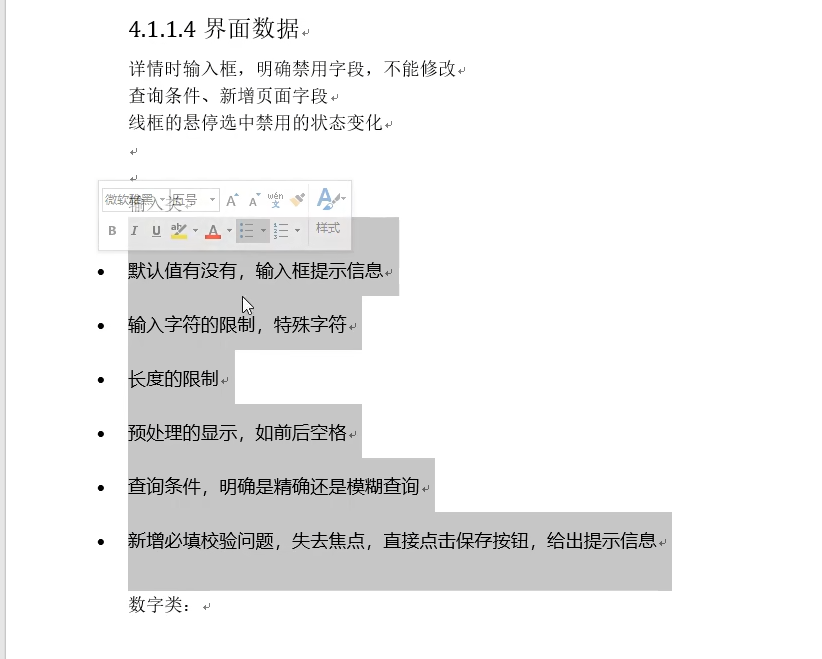 4.1.1.4 界面数据
详情时输入框，明确禁用字段，不能修改
查询条件、新增页面字段
线框的悬停选中禁用的状态变化
微软雅黑 五号 A A wén 文 A
输入类
B I U ab A 1 2 3 样式
• 默认值有没有，输入框提示信息
• 输入字符的限制，特殊字符
• 长度的限制
• 预处理的显示，如前后空格
• 查询条件，明确是精确还是模糊查询
• 新增必填校验问题，失去焦点，直接点击保存按钮，给出提示信息
数字类：